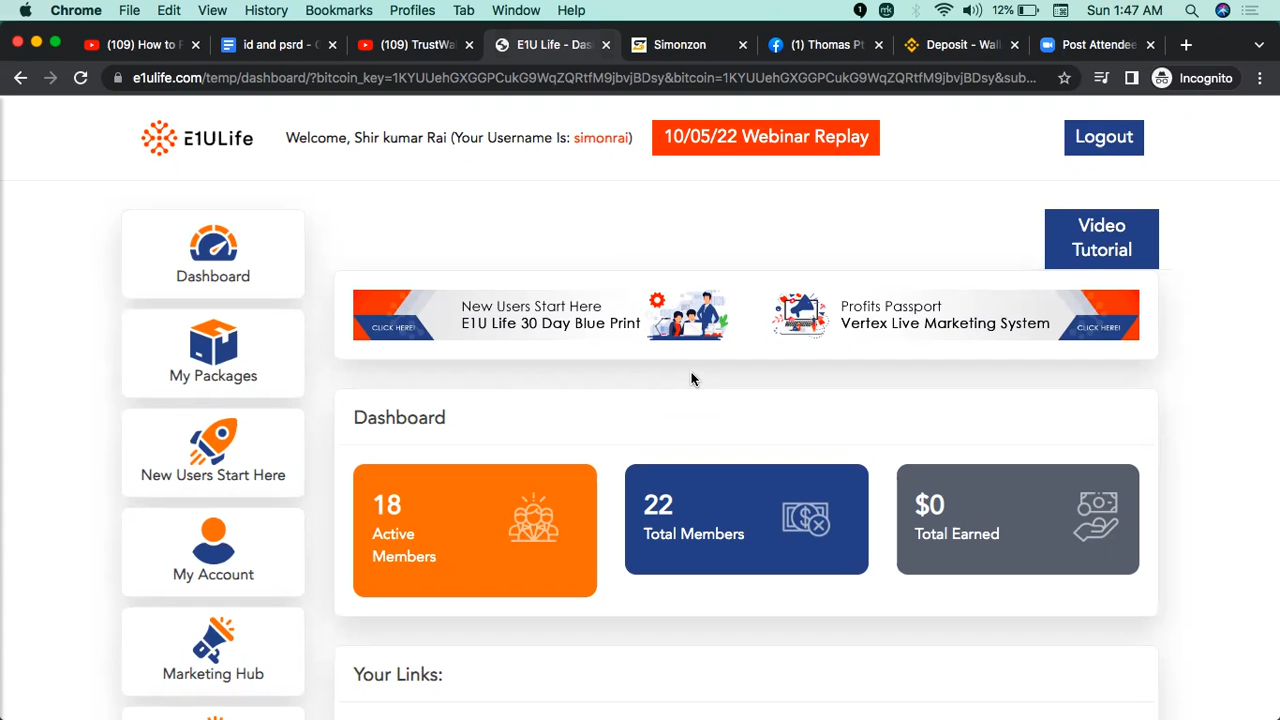 Chrome File Edit View History Bookmarks Profiles Tab Window Help 12% Sun 1:47 AM
(109) How to F × id and psrd - G × (109) TrustWal × E1U Life - Das × Simonzon × (1) Thomas Pt × Deposit - Wall × Post Attendee × +
e1ulife.com/temp/dashboard/?bitcoin_key=1KYUUehGXGGPCukG9WqZQRtfM9jbvjBDsy&bitcoin=1KYUUehGXGGPCukG9WqZQRtfM9jbvjBDsy&sub... Incognito
E1ULife Welcome, Shir kumar Rai (Your Username Is: simonrai) 10/05/22 Webinar Replay Logout
Video
Tutorial
New Users Start Here
E1U Life 30 Day Blue Print
CLICK HERE!
Profits Passport
Vertex Live Marketing System
CLICK HERE!
Dashboard
My Packages
New Users Start Here
My Account
Marketing Hub
Dashboard
18
Active
Members
22
Total Members
$0
Total Earned
Your Links: